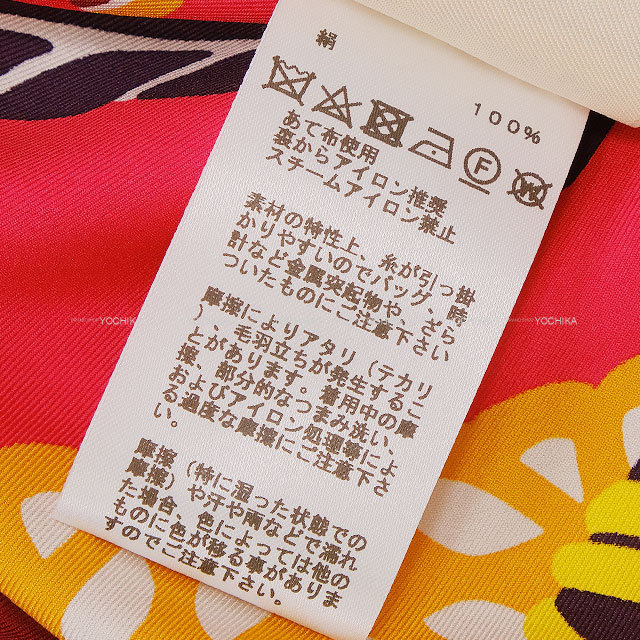 絹
100%
F
W
あて布使用
裏からアイロン推奨
スチームアイロン禁止
素材の特性上、糸が引っ掛
かりやすいのでバッグ、時
計など金属突起物や、ざら
ついたものにご注意下さい
摩擦によりアタリ（テカリ
）、毛羽立ちが発生するこ
とがあります。着用中の摩
擦、部分的なつまみ洗い、
およびアイロン処理等によ
る過度な摩擦にご注意下さ
い。
摩擦（特に湿った状態での
摩擦）や汗や雨などで濡れ
た場合、色によっては他の
ものに色が移る事がありま
すのでご注意下さい。
YOCHIKA
YOCHIKA